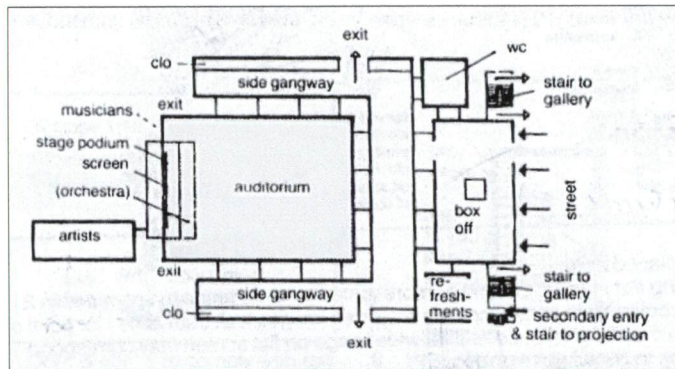 exit
clo
side gangway
wc
stair to
gallery
exit
musicians
stage podium
screen
(orchestra)
auditorium
box
off
street
artists
exit
side gangway
re-
fresh-
ments
stair to
gallery
clo
secondary entry
& stair to projection
exit